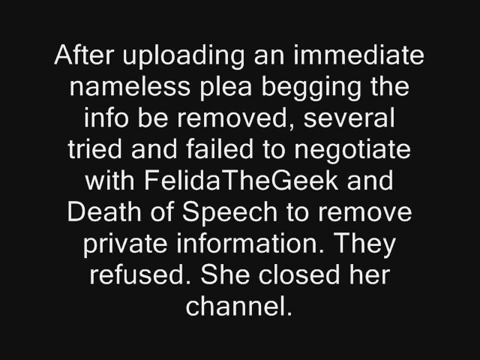 After uploading an immediate
nameless plea begging the
info be removed, several
tried and failed to negotiate
with FelidaTheGeek and
Death of Speech to remove
private information. They
refused. She closed her
channel.